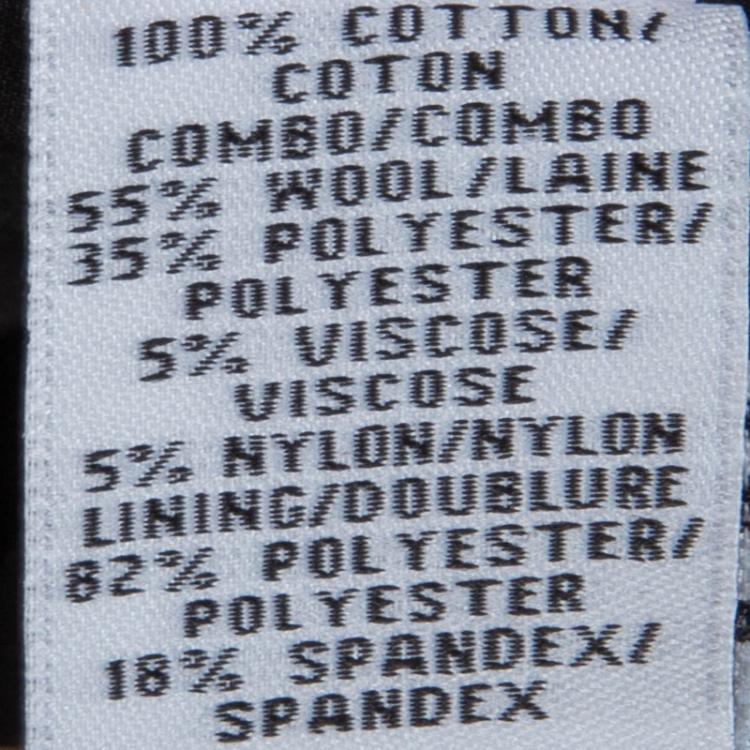 100% COTTON/
COTON
COMBO/COMBO
55% WOOL/LAINE
35% POLYESTER/
POLYESTER
5% VISCOSE/
VISCOSE
5% NYLON/NYLON
LINING/DOUBLURE
82% POLYESTER/
POLYESTER
18% SPANDEX/
SPANDEX